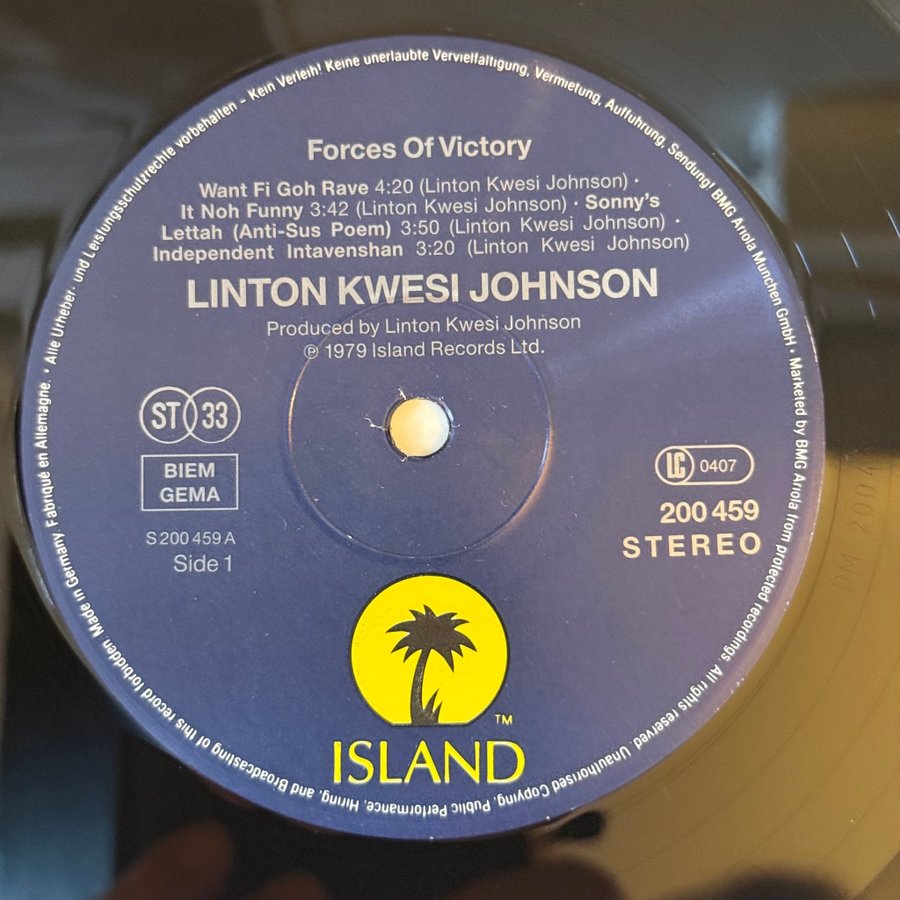 Forces Of Victory
Want Fi Goh Rave 4:20 (Linton Kwesi Johnson) ·
It Noh Funny 3:42 (Linton Kwesi Johnson) · Sonny's
Lettah (Anti-Sus Poem) 3:50 (Linton Kwesi Johnson) ·
Independent Intavenshan 3:20 (Linton Kwesi Johnson)
LINTON KWESI JOHNSON
Produced by Linton Kwesi Johnson
℗ 1979 Island Records Ltd.
ST 33
BIEM
GEMA
S 200 459 A
Side 1
LC 0407
200 459
STEREO
ISLAND ™
Made in Germany. Fabriqué en Allemagne. • Alle Urheber- und Leistungsschutzrechte vorbehalten – Kein Verleih! Keine unerlaubte Vervielfaltigung, Vermietung, Auffuhrung, Sendung! BMG Ariola Munchen GmbH • Marketed by BMG Ariola from protected recordings. All rights reserved. Unauthorised Copying, Public Performance, Hiring, and Broadcasting of this record forbidden.